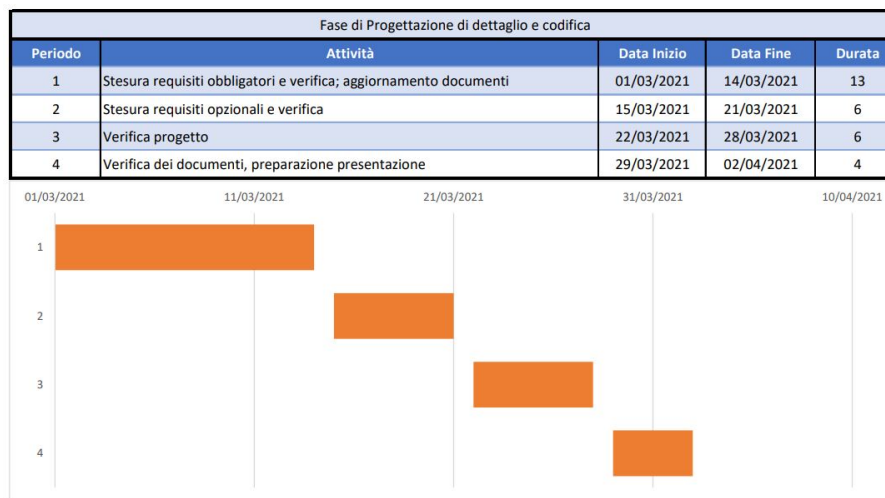 Fase di Progettazione di dettaglio e codifica
Periodo Attività Data Inizio Data Fine Durata
1 Stesura requisiti obbligatori e verifica; aggiornamento documenti 01/03/2021 14/03/2021 13
2 Stesura requisiti opzionali e verifica 15/03/2021 21/03/2021 6
3 Verifica progetto 22/03/2021 28/03/2021 6
4 Verifica dei documenti, preparazione presentazione 29/03/2021 02/04/2021 4
01/03/2021 11/03/2021 21/03/2021 31/03/2021 10/04/2021
1
2
3
4